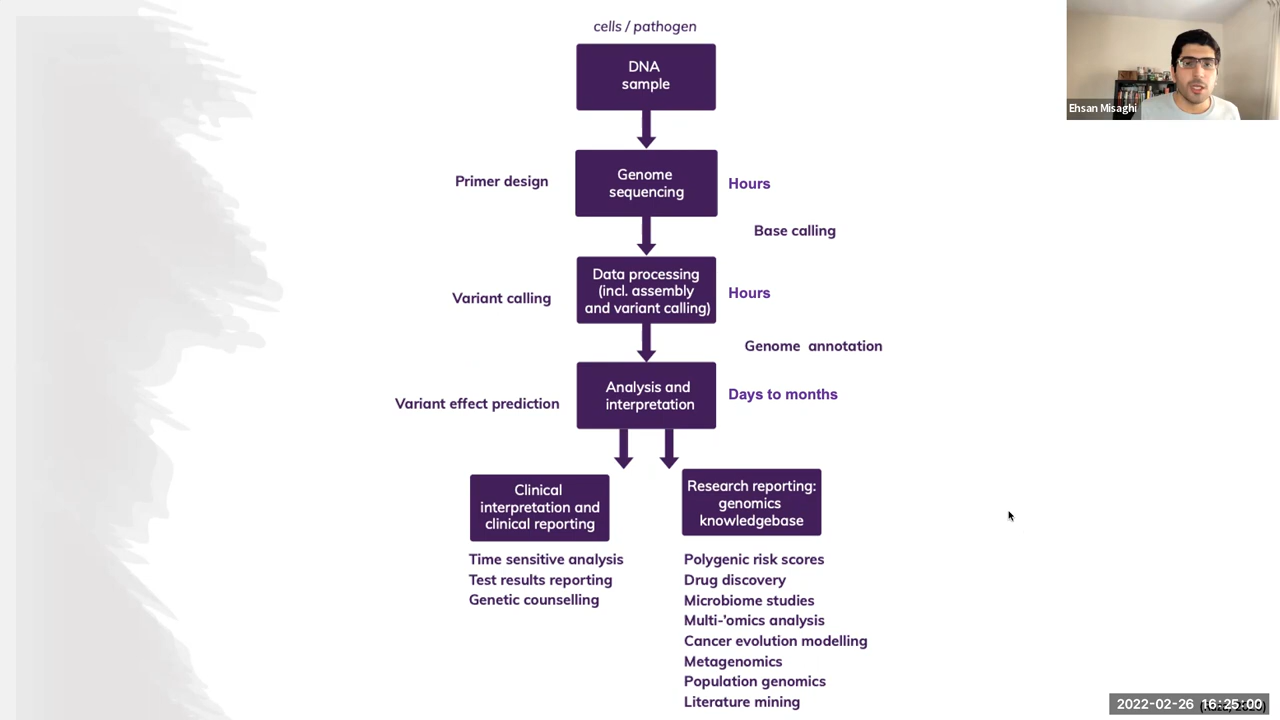 cells / pathogen
DNA
sample
Ehsan Misaghi
Primer design
Genome
sequencing
Hours
Base calling
Variant calling
Data processing
(incl. assembly
and variant calling)
Hours
Genome annotation
Variant effect prediction
Analysis and
interpretation
Days to months
Clinical
interpretation and
clinical reporting
Time sensitive analysis
Test results reporting
Genetic counselling
Research reporting:
genomics
knowledgebase
Polygenic risk scores
Drug discovery
Microbiome studies
Multi-'omics analysis
Cancer evolution modelling
Metagenomics
Population genomics
Literature mining
2022-02-26 16:25:00